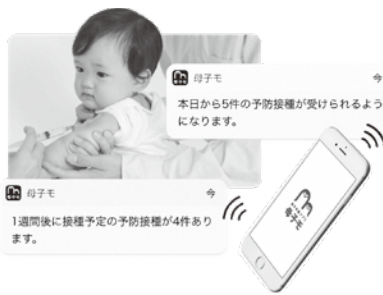 母子モ 今
本日から5件の予防接種が受けられるよう
になります。
母子モ 今
1週間後に接種予定の予防接種が4件あり
ます。
母子モ